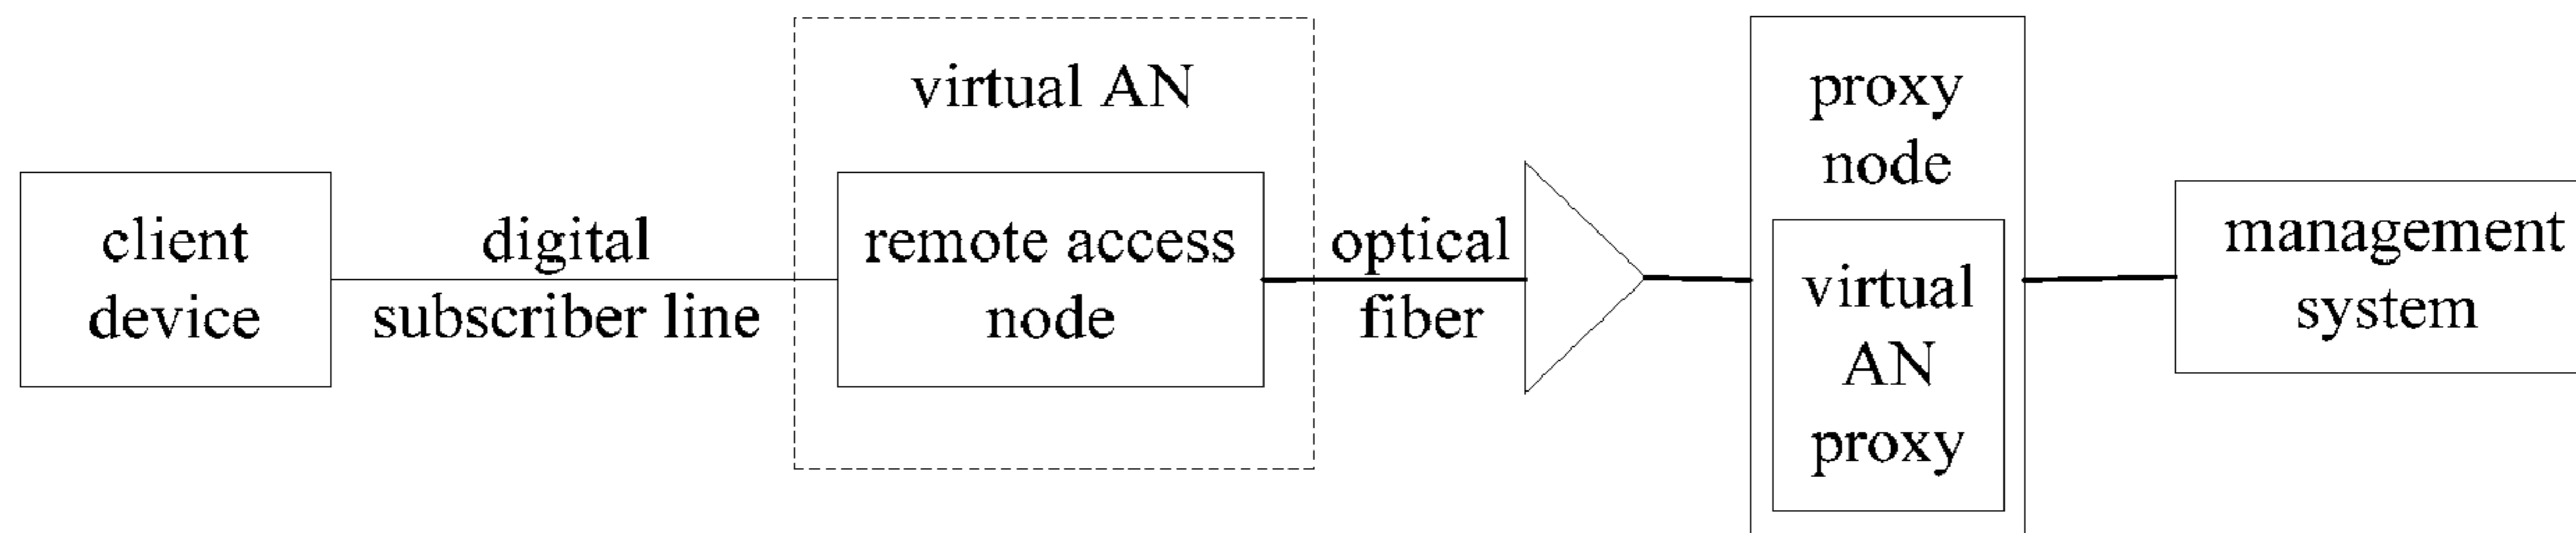 client
device
digital
subscriber line
virtual AN
remote access
node
optical
fiber
proxy
node
virtual
AN
proxy
management
system